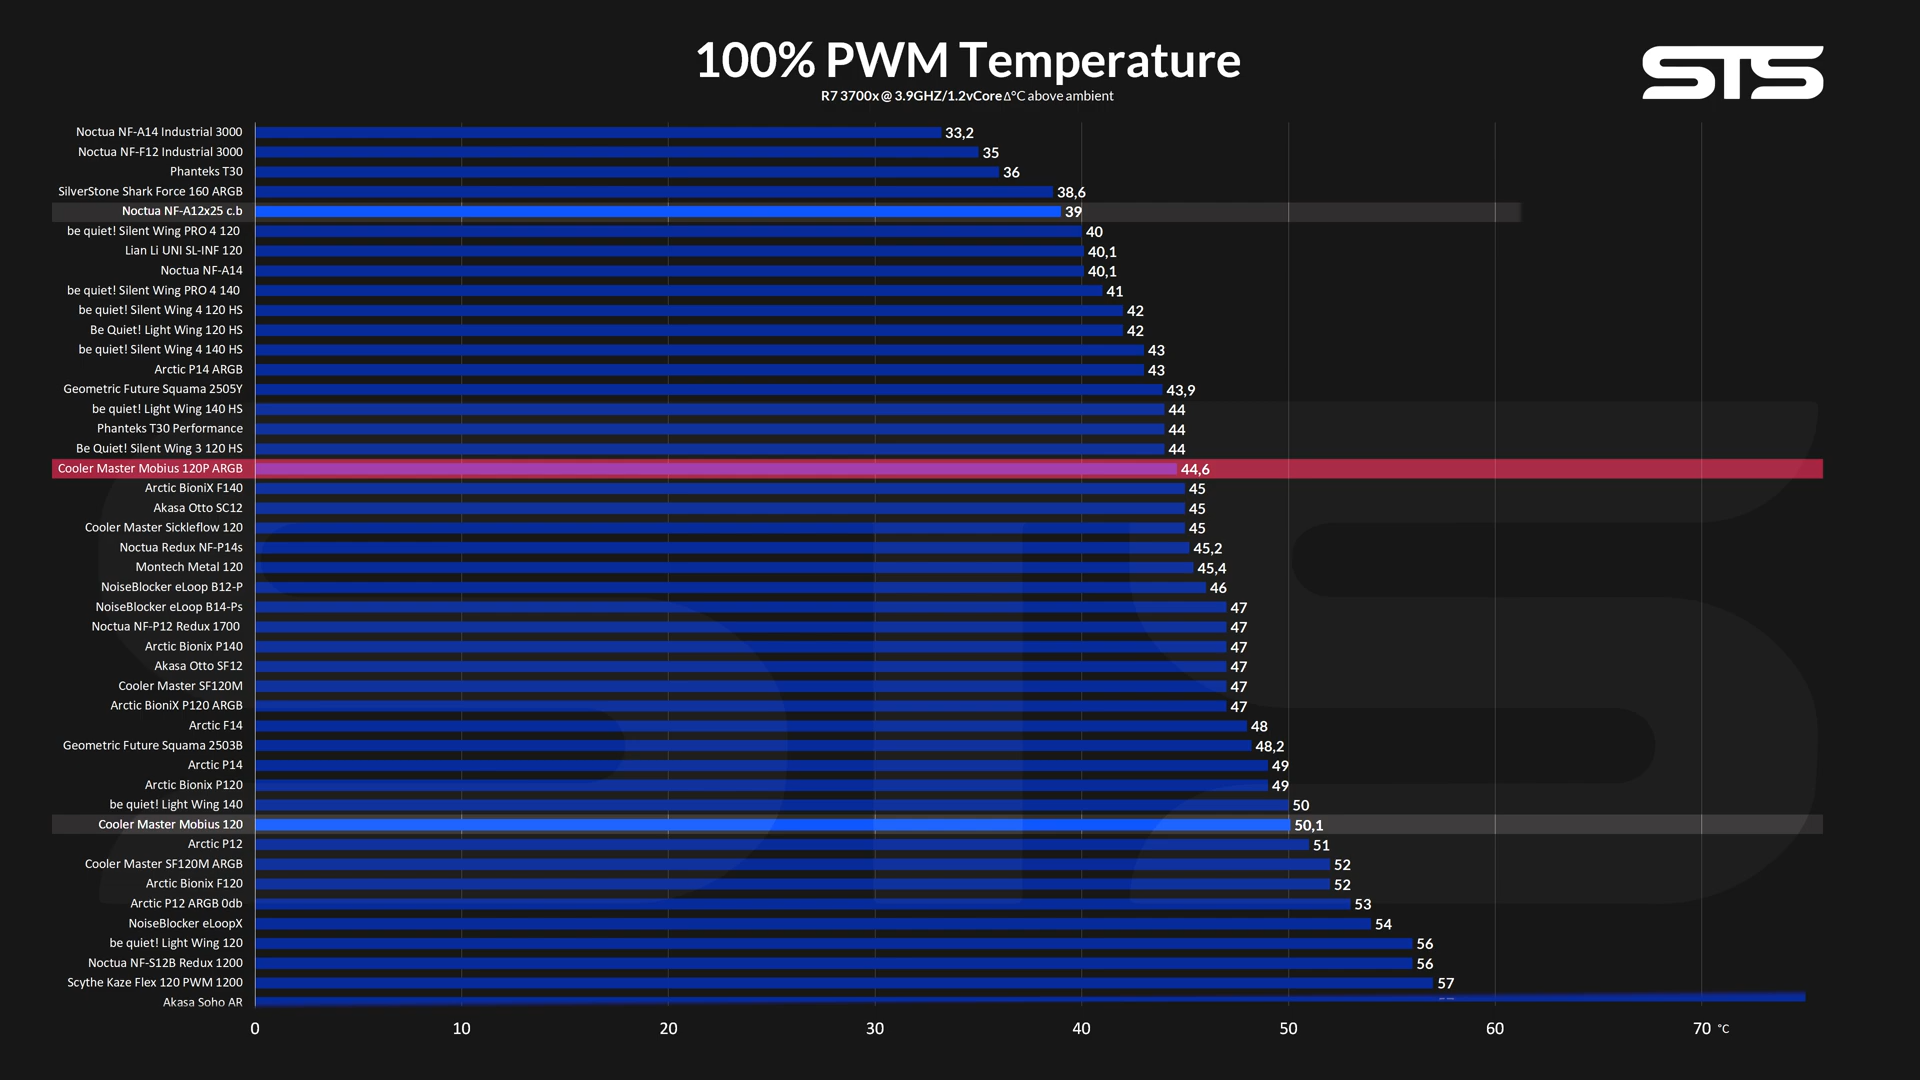 100% PWM Temperature
STS
R7 3700x @ 3.9GHZ/1.2vCore Δ°C above ambient
Noctua NF-A14 Industrial 3000 33,2
Noctua NF-F12 Industrial 3000 35
Phanteks T30 36
SilverStone Shark Force 160 ARGB 38,6
Noctua NF-A12x25 c.b 39
be quiet! Silent Wing PRO 4 120 40
Lian Li UNI SL-INF 120 40,1
Noctua NF-A14 40,1
be quiet! Silent Wing PRO 4 140 41
be quiet! Silent Wing 4 120 HS 42
Be Quiet! Light Wing 120 HS 42
be quiet! Silent Wing 4 140 HS 43
Arctic P14 ARGB 43
Geometric Future Squama 2505Y 43,9
be quiet! Light Wing 140 HS 44
Phanteks T30 Performance 44
Be Quiet! Silent Wing 3 120 HS 44
Cooler Master Mobius 120P ARGB 44,6
Arctic BioniX F140 45
Akasa Otto SC12 45
Cooler Master Sickleflow 120 45
Noctua Redux NF-P14s 45,2
Montech Metal 120 45,4
NoiseBlocker eLoop B12-P 46
NoiseBlocker eLoop B14-Ps 47
Noctua NF-P12 Redux 1700 47
Arctic Bionix P140 47
Akasa Otto SF12 47
Cooler Master SF120M 47
Arctic BioniX P120 ARGB 47
Arctic F14 48
Geometric Future Squama 2503B 48,2
Arctic P14 49
Arctic Bionix P120 49
be quiet! Light Wing 140 50
Cooler Master Mobius 120 50,1
Arctic P12 51
Cooler Master SF120M ARGB 52
Arctic Bionix F120 52
Arctic P12 ARGB 0db 53
NoiseBlocker eLoopX 54
be quiet! Light Wing 120 56
Noctua NF-S12B Redux 1200 56
Scythe Kaze Flex 120 PWM 1200 57
Akasa Soho AR
0 10 20 30 40 50 60 70 °C